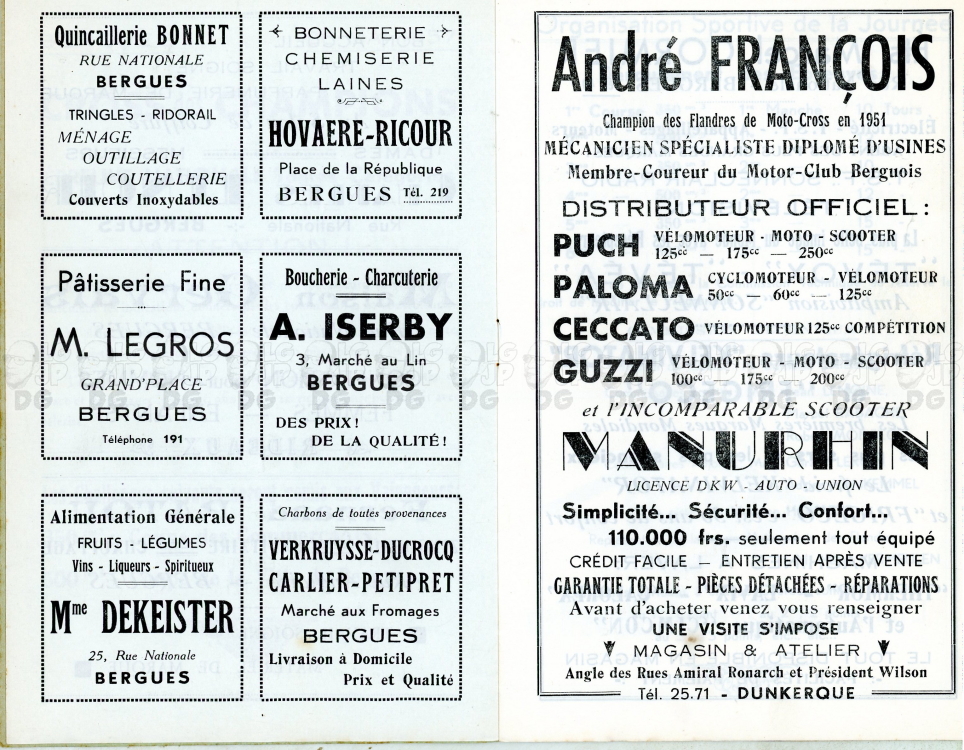 Quincaillerie BONNET
RUE NATIONALE
BERGUES
TRINGLES - RIDORAIL
MÉNAGE
OUTILLAGE
COUTELLERIE
Couverts Inoxydables
BONNETERIE
CHEMISERIE
LAINES
HOVAERE-RICOUR
Place de la République
BERGUES Tél. 219
Pâtisserie Fine
M. LEGROS
GRAND'PLACE
BERGUES
Téléphone 191
Boucherie - Charcuterie
A. ISERBY
3, Marché au Lin
BERGUES
DES PRIX!
DE LA QUALITÉ!
Alimentation Générale
FRUITS - LÉGUMES
Vins - Liqueurs - Spiritueux
Mme DEKEISTER
25, Rue Nationale
BERGUES
Charbons de toutes provenances
VERKRUYSSE-DUCROCQ
CARLIER-PETIPRET
Marché aux Fromages
BERGUES
Livraison à Domicile
Prix et Qualité
André FRANÇOIS
Champion des Flandres de Moto-Cross en 1951
MÉCANICIEN SPÉCIALISTE DIPLOMÉ D'USINES
Membre-Coureur du Motor-Club Berguois
DISTRIBUTEUR OFFICIEL :
PUCH VÉLOMOTEUR - MOTO - SCOOTER
125cc — 175cc — 250cc
PALOMA CYCLOMOTEUR - VÉLOMOTEUR
50cc — 60cc — 125cc
CECCATO VÉLOMOTEUR 125cc COMPÉTITION
GUZZI VÉLOMOTEUR - MOTO - SCOOTER
100cc — 175cc — 200cc
et l'INCOMPARABLE SCOOTER
MANURHIN
LICENCE DKW - AUTO - UNION
Simplicité... Sécurité... Confort...
110.000 frs. seulement tout équipé
CRÉDIT FACILE — ENTRETIEN APRÈS VENTE
GARANTIE TOTALE - PIÈCES DÉTACHÉES - RÉPARATIONS
Avant d'acheter venez vous renseigner
UNE VISITE S'IMPOSE
MAGASIN & ATELIER
Angle des Rues Amiral Ronarch et Président Wilson
Tél. 25.71 - DUNKERQUE